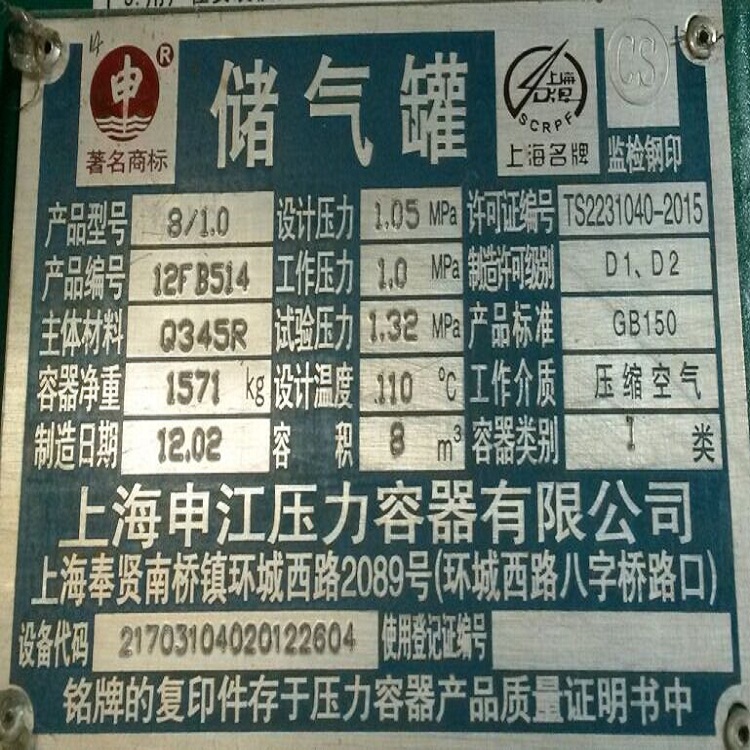 申 ®
著名商标
储气罐
上海
SCRPF
上海名牌
CS
监检钢印
产品型号 8/1.0 设计压力 1.05 MPa 许可证编号 TS2231040-2015
产品编号 12FB514 工作压力 1.0 MPa 制造许可级别 D1、D2
主体材料 Q345R 试验压力 1.32 MPa 产品标准 GB150
容器净重 1571 kg 设计温度 110 ℃ 工作介质 压缩空气
制造日期 12.02 容积 8 m³ 容器类别 I 类
上海申江压力容器有限公司
上海奉贤南桥镇环城西路2089号(环城西路八字桥路口)
设备代码 21703104020122604 使用登记证编号
铭牌的复印件存于压力容器产品质量证明书中